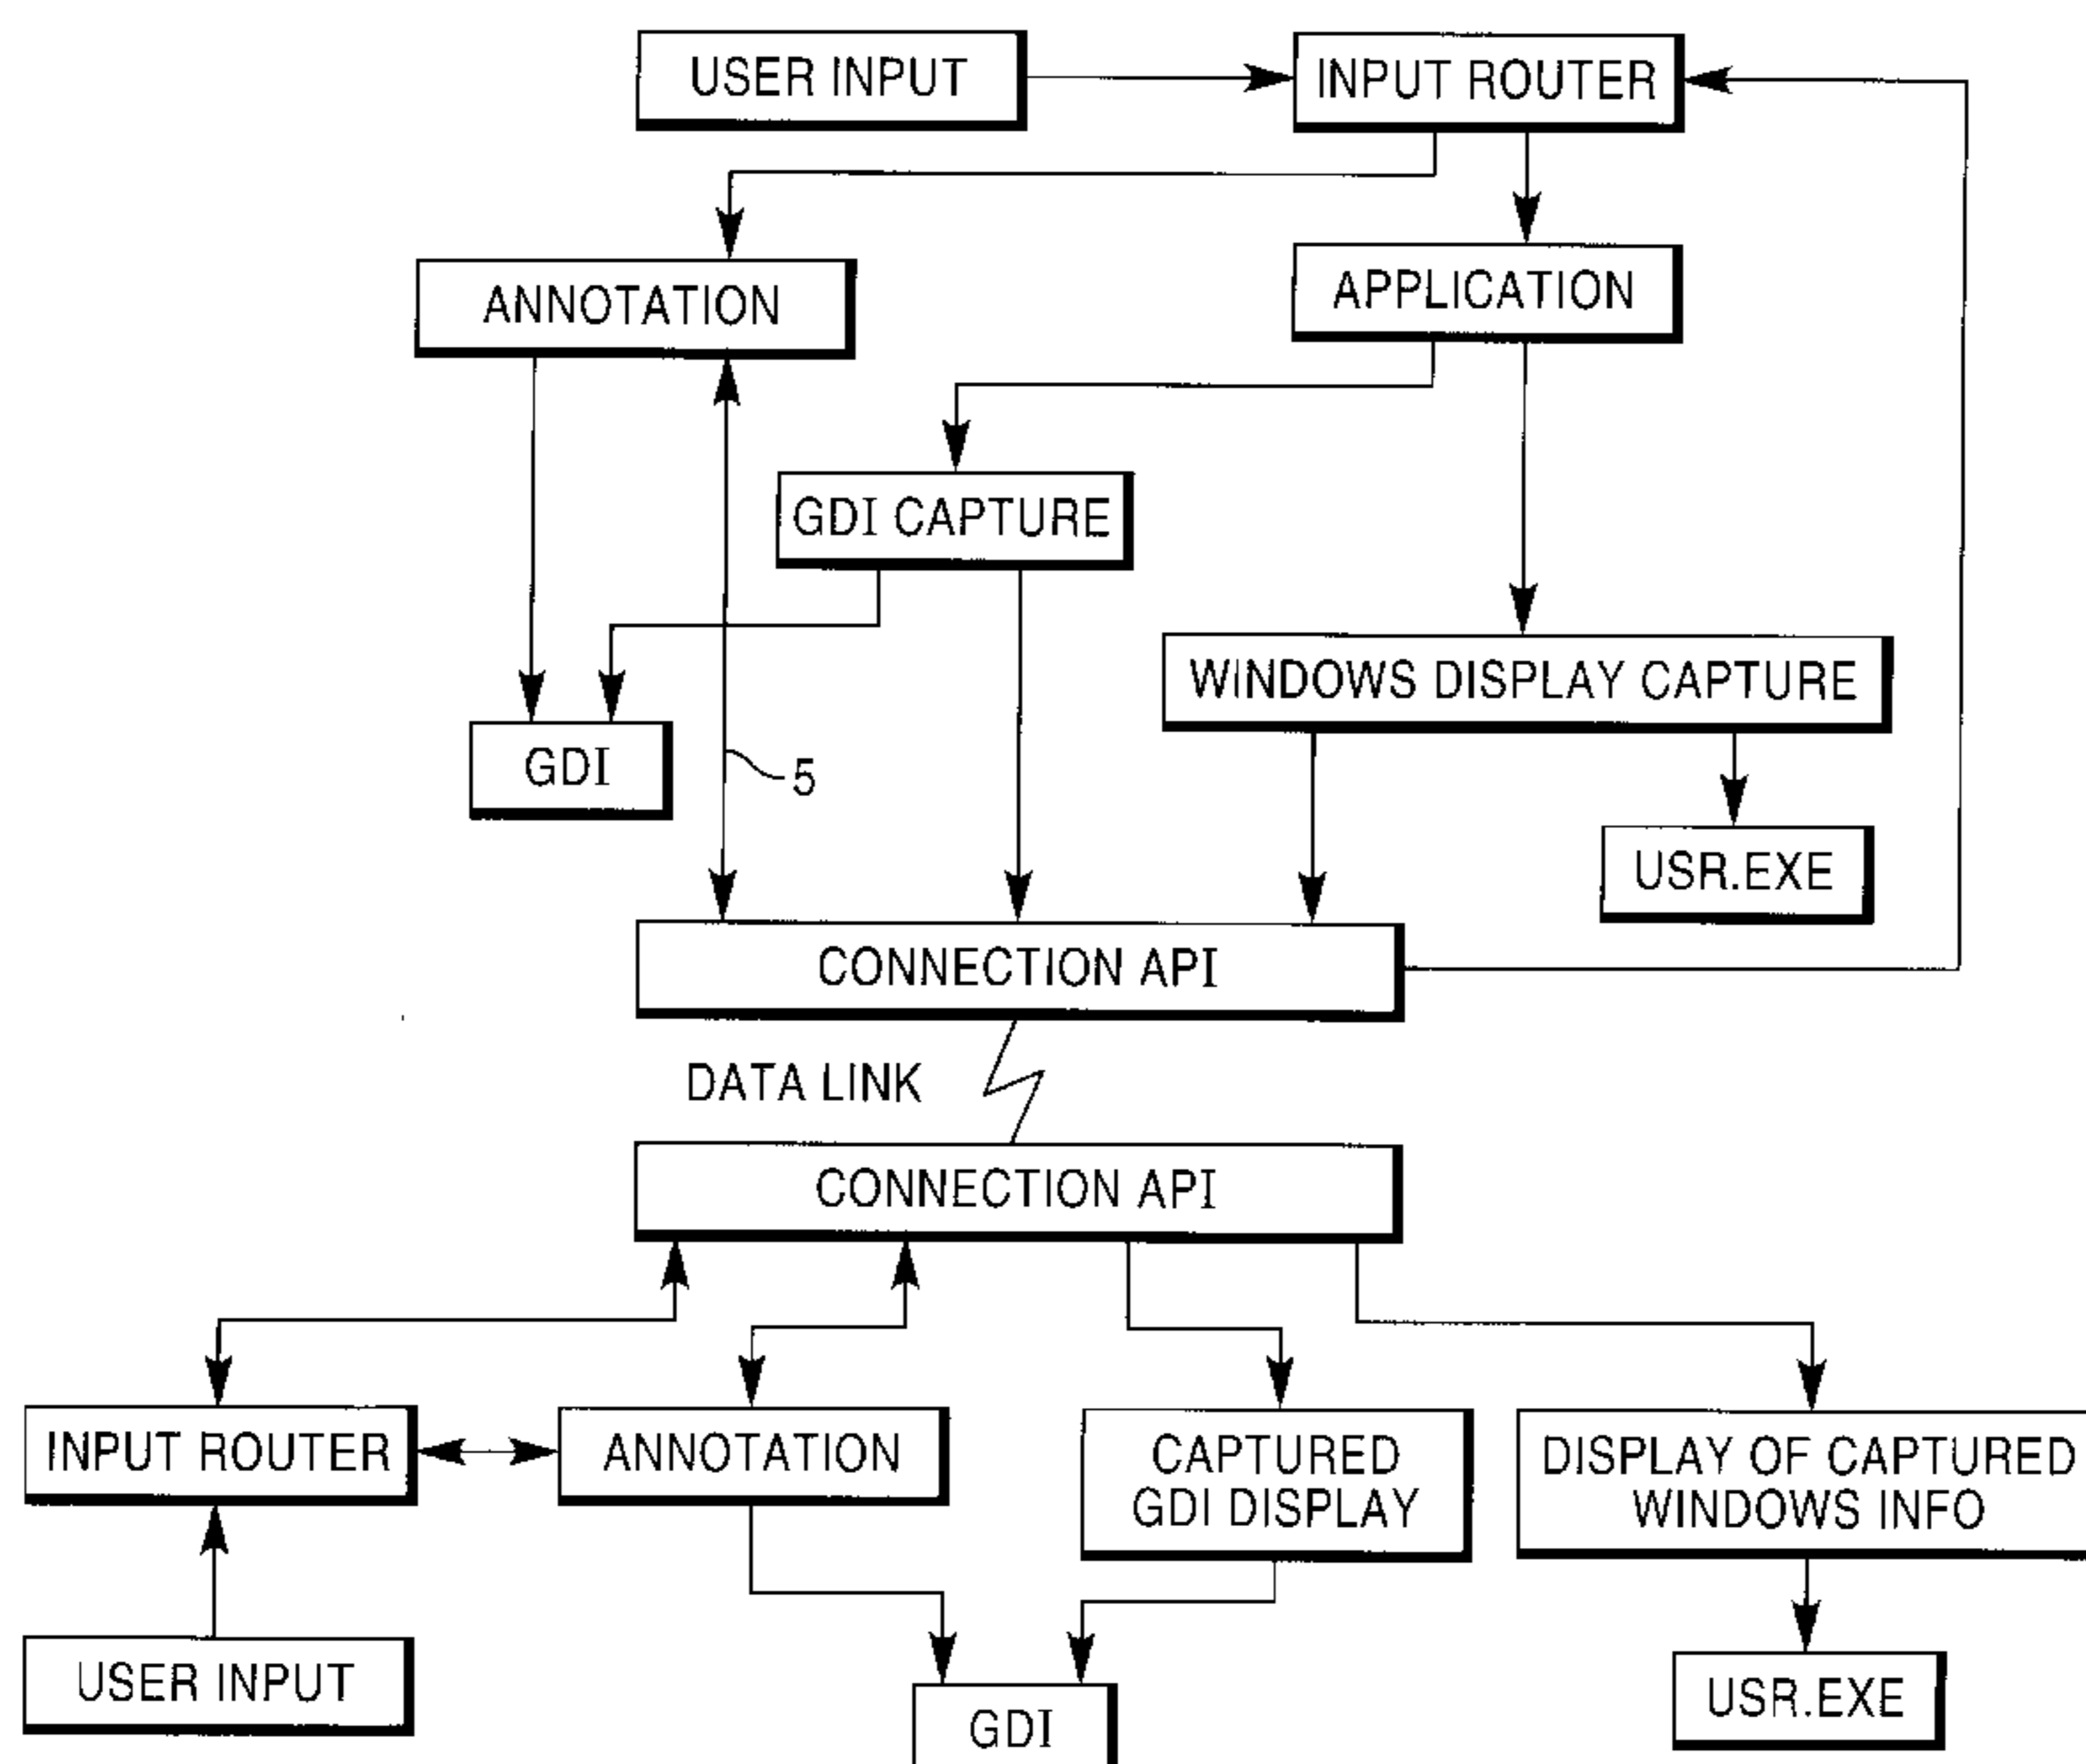 USER INPUT
INPUT ROUTER
ANNOTATION
APPLICATION
GDI CAPTURE
WINDOWS DISPLAY CAPTURE
GDI
5
USR.EXE
CONNECTION API
DATA LINK
CONNECTION API
INPUT ROUTER
ANNOTATION
CAPTURED
GDI DISPLAY
DISPLAY OF CAPTURED
WINDOWS INFO
USER INPUT
GDI
USR.EXE